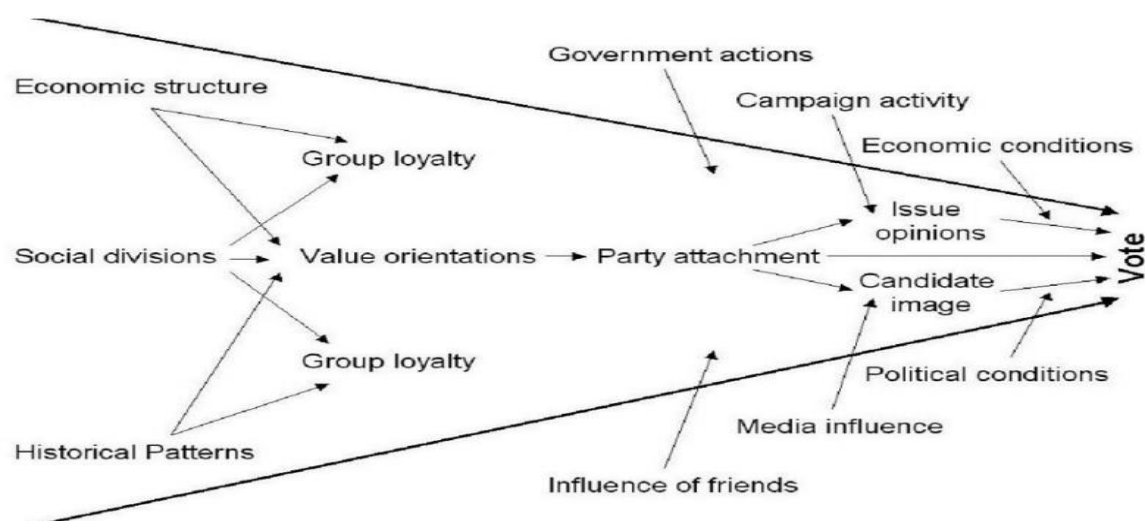 Government actions
Economic structure
Campaign activity
Economic conditions
Group loyalty
Issue
opinions
Social divisions
Value orientations
Party attachment
Vote
Candidate
image
Group loyalty
Political conditions
Media influence
Historical Patterns
Influence of friends